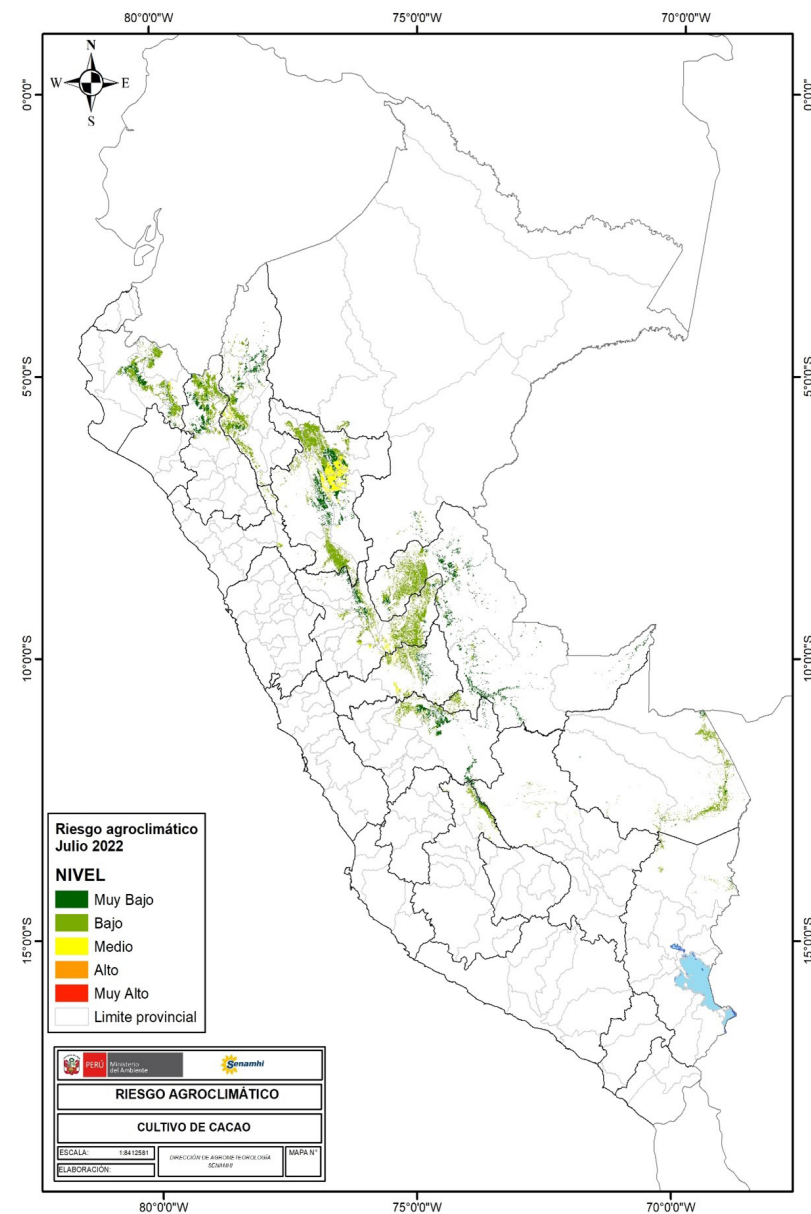 80°0'0"W 75°0'0"W 70°0'0"W
N
W E
S
0°0'0" 0°0'0"
5°0'0"S 5°0'0"S
10°0'0"S 10°0'0"S
15°0'0"S 15°0'0"S
Riesgo agroclimático
Julio 2022
NIVEL
Muy Bajo
Bajo
Medio
Alto
Muy Alto
Limite provincial
PERÚ Ministerio
del Ambiente
Senamhi
RIESGO AGROCLIMÁTICO
CULTIVO DE CACAO
ESCALA: 1:8412581
DIRECCIÓN DE AGROMETEOROLOGÍA
SENAMHI
MAPA N°
ELABORACIÓN:
80°0'0"W 75°0'0"W 70°0'0"W